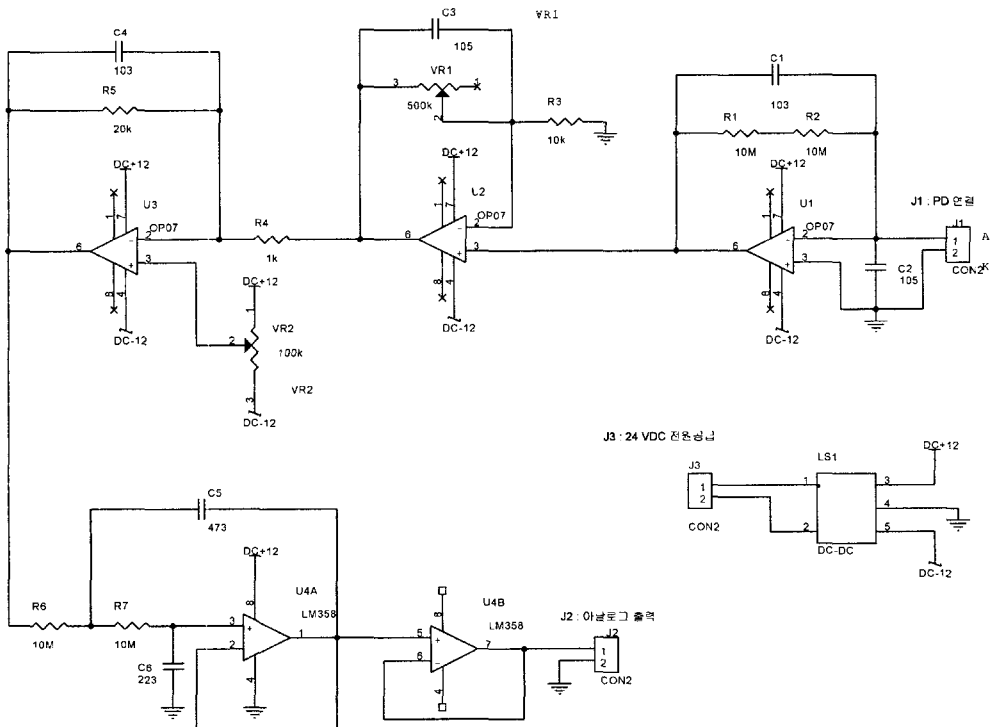 VR1
C4
103
R5
20k
DC+12
1
7
U3
OP07
2
3
6
8
4
DC-12
R4
1k
DC+12
1
VR2
2
100k
VR2
3
DC-12
C3
105
3
VR1
1
500k
2
R3
10k
DC+12
1
7
U2
OP07
2
3
6
8
4
DC-12
C1
103
R1
10M
R2
10M
DC+12
1
7
U1
OP07
2
3
6
8
4
DC-12
C2
105
J1 : PD 연결
J1
1
2
CON2
A
K
J3 : 24 VDC 전원공급
J3
1
2
CON2
LS1
1
2
3
4
5
DC-DC
DC+12
DC-12
C5
473
R6
10M
R7
10M
C6
223
DC+12
8
U4A
LM358
3
2
1
4
U4B
LM358
8
5
6
7
4
J2 : 아날로그 출력
J2
1
2
CON2